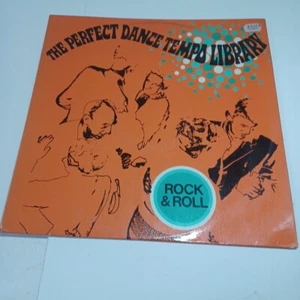 THE PERFECT DANCE TEMPO LIBRARY
ROCK
& ROLL